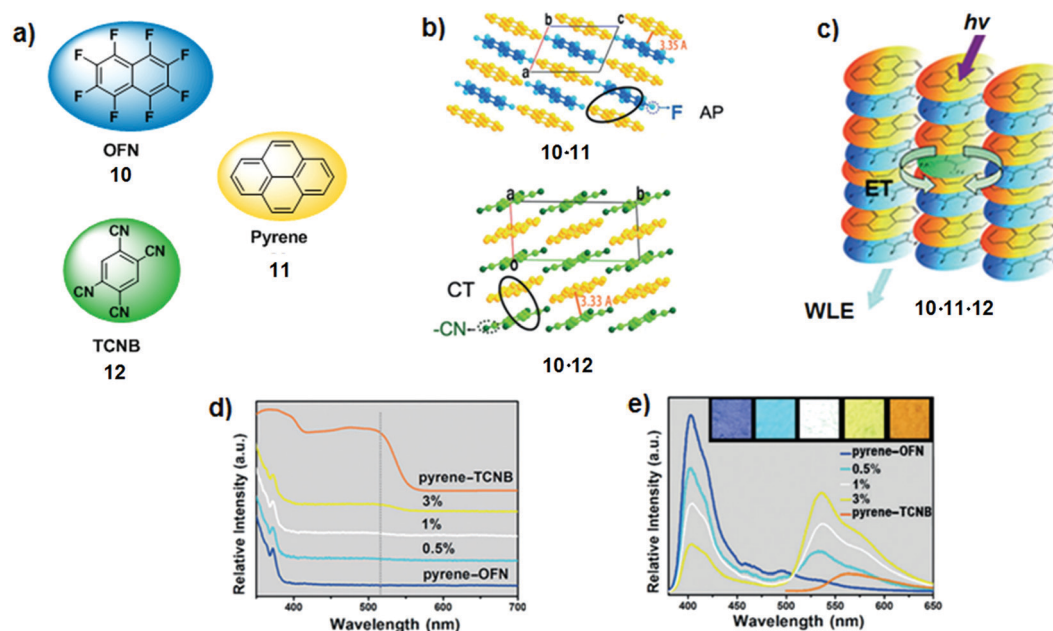 a)
F F F F
F F F F
OFN
10
Pyrene
11
CN
NC CN
CN
TCNB
12
b)
b c
3.35 A
a
F AP
10·11
a b
o
CT
3.33 A
-CN
10·12
c)
hν
ET
WLE
10·11·12
d)
Relative Intensity (a.u.)
pyrene–TCNB
3%
1%
0.5%
pyrene–OFN
400 500 600 700
Wavelength (nm)
e)
Relative Intensity (a.u.)
pyrene–OFN
0.5%
1%
3%
pyrene–TCNB
400 450 500 550 600 650
Wavelength (nm)